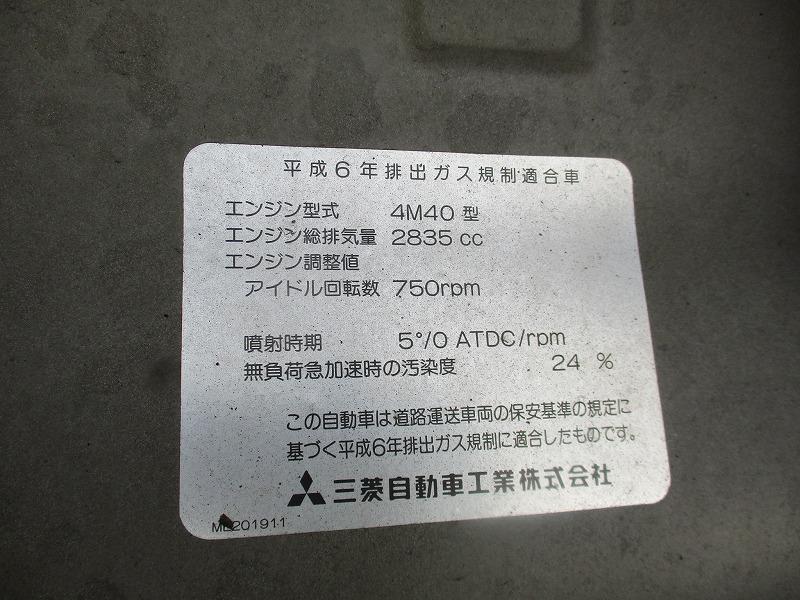 平成6年排出ガス規制適合車
エンジン型式 4M40 型
エンジン総排気量 2835 cc
エンジン調整値
アイドル回転数 750rpm
噴射時期 5°/0 ATDC/rpm
無負荷急加速時の汚染度 24 %
この自動車は道路運送車両の保安基準の規定に
基づく平成6年排出ガス規制に適合したものです。
三菱自動車工業株式会社